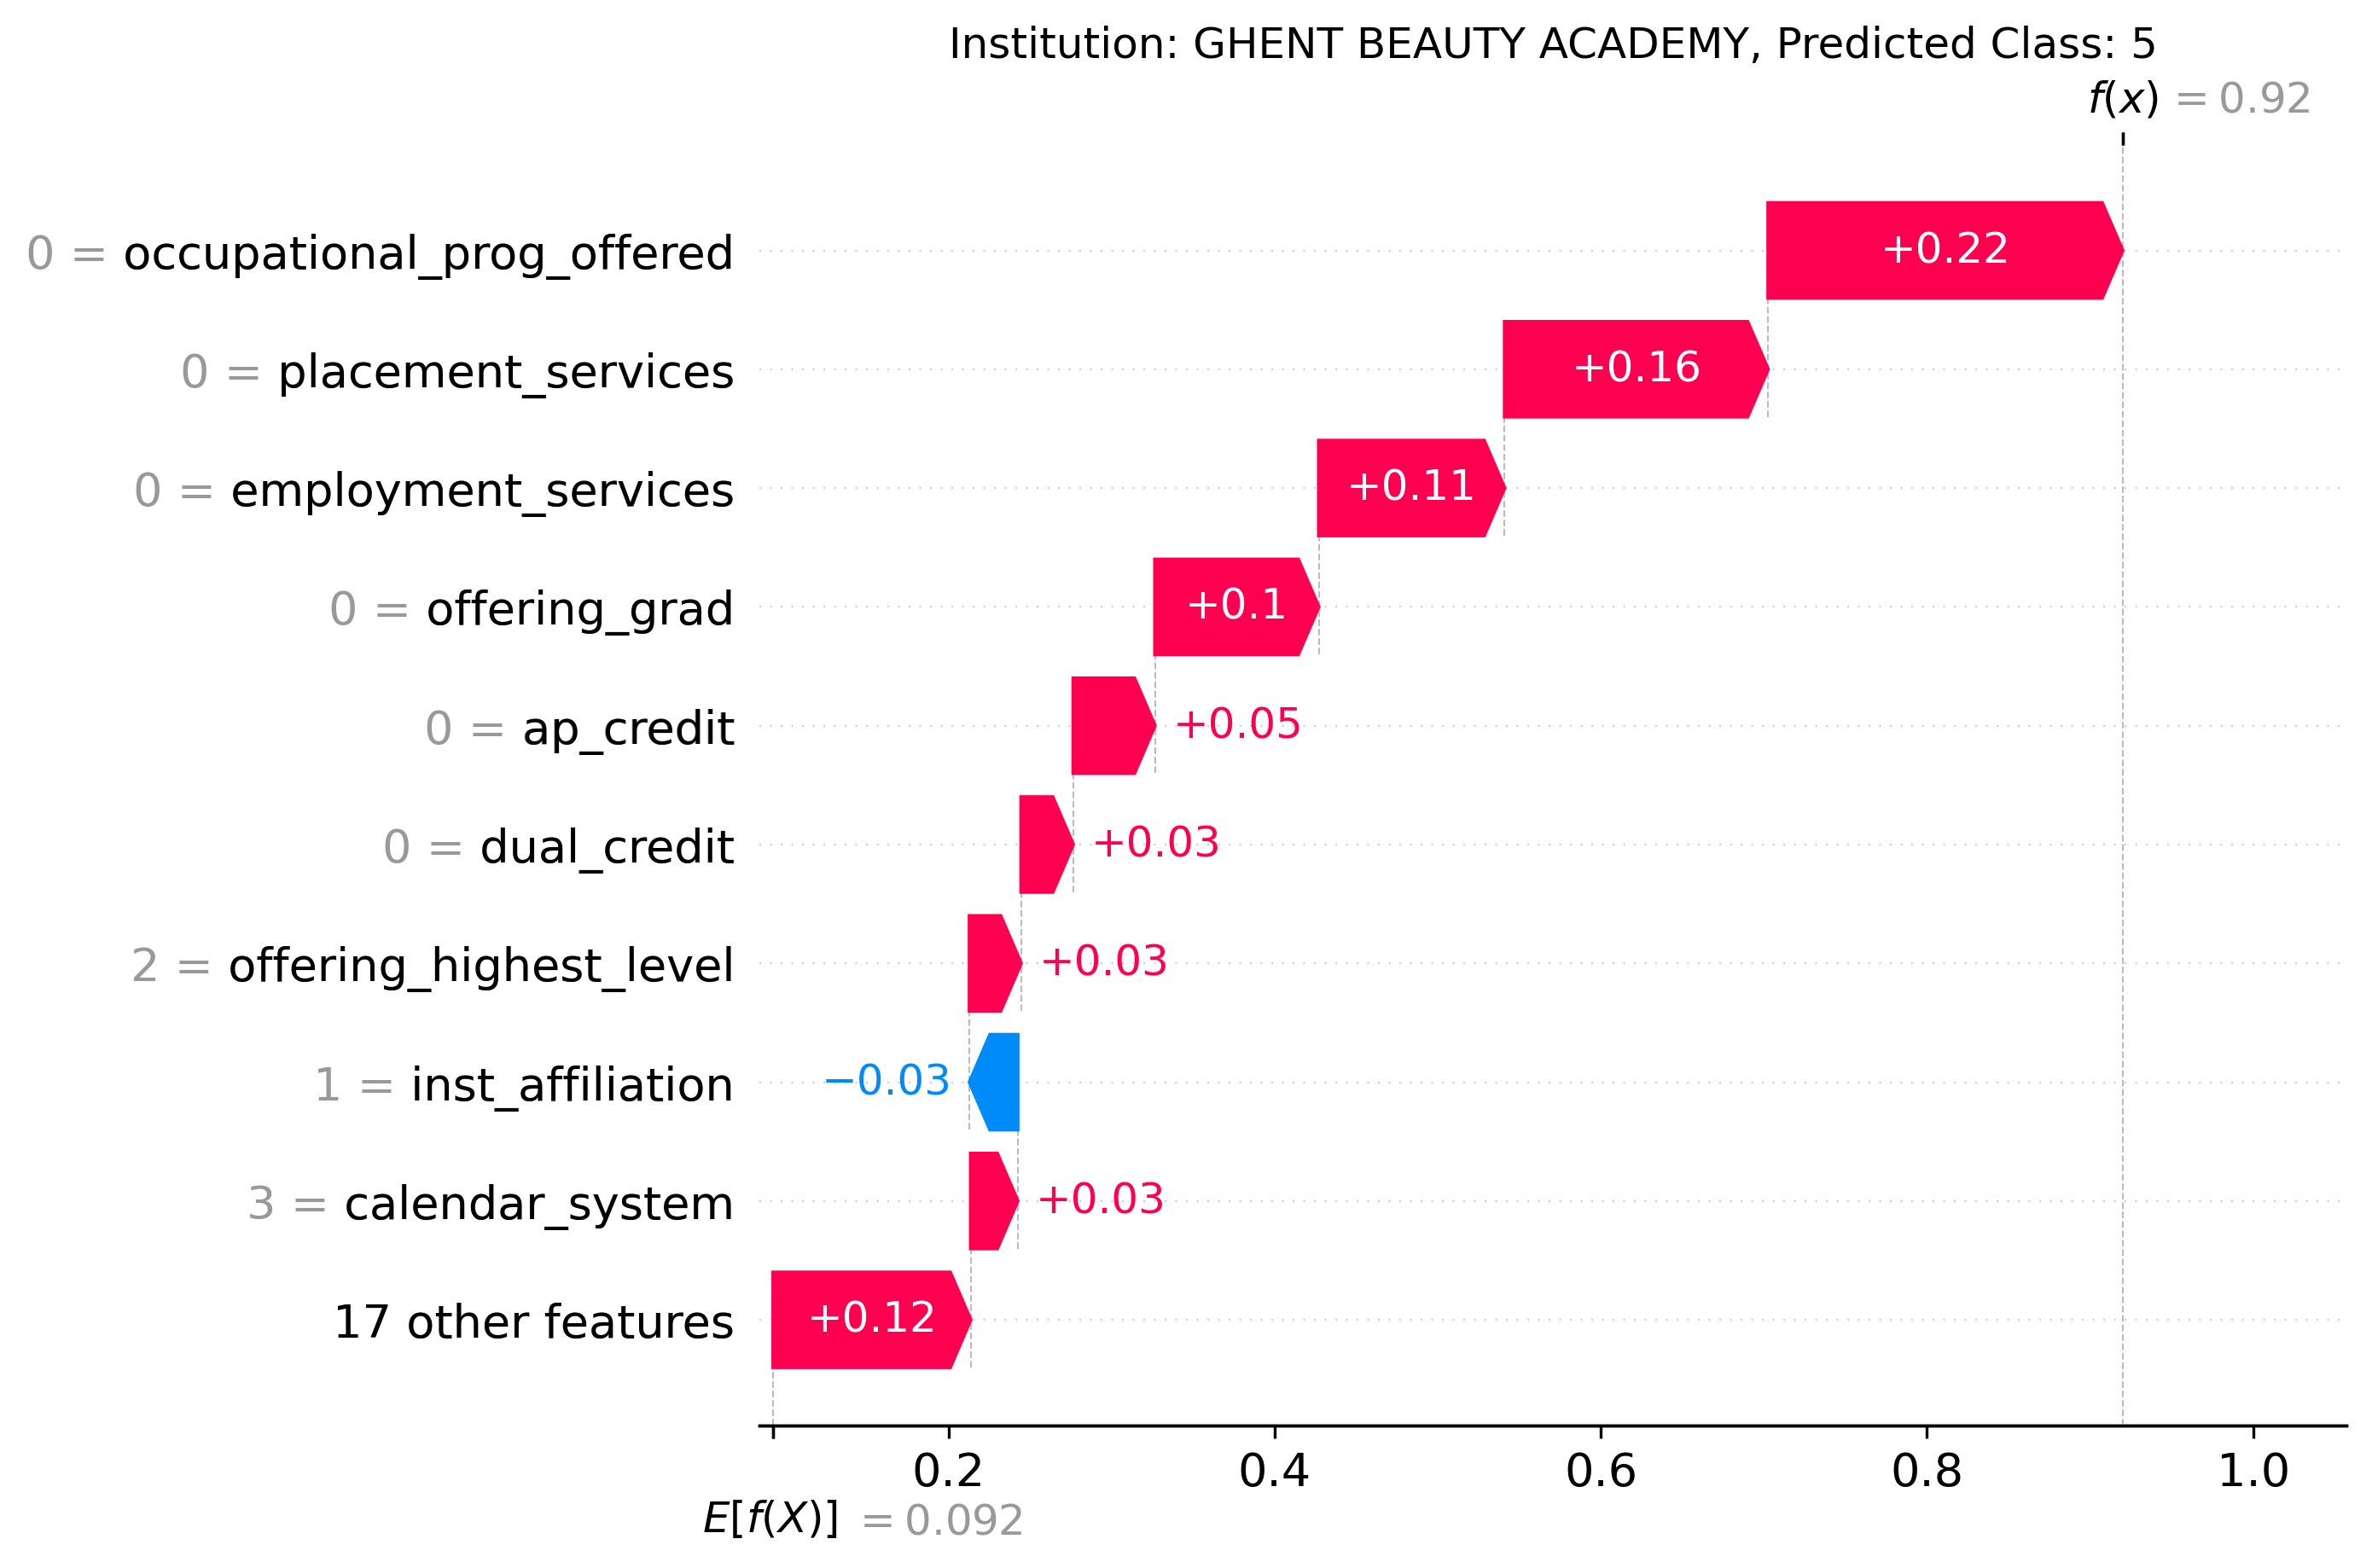 Institution: GHENT BEAUTY ACADEMY, Predicted Class: 5
f(x) = 0.92
0 = occupational_prog_offered +0.22
0 = placement_services +0.16
0 = employment_services +0.11
0 = offering_grad +0.1
0 = ap_credit +0.05
0 = dual_credit +0.03
2 = offering_highest_level +0.03
1 = inst_affiliation −0.03
3 = calendar_system +0.03
17 other features +0.12
0.2 0.4 0.6 0.8 1.0
E[f(X)] = 0.092